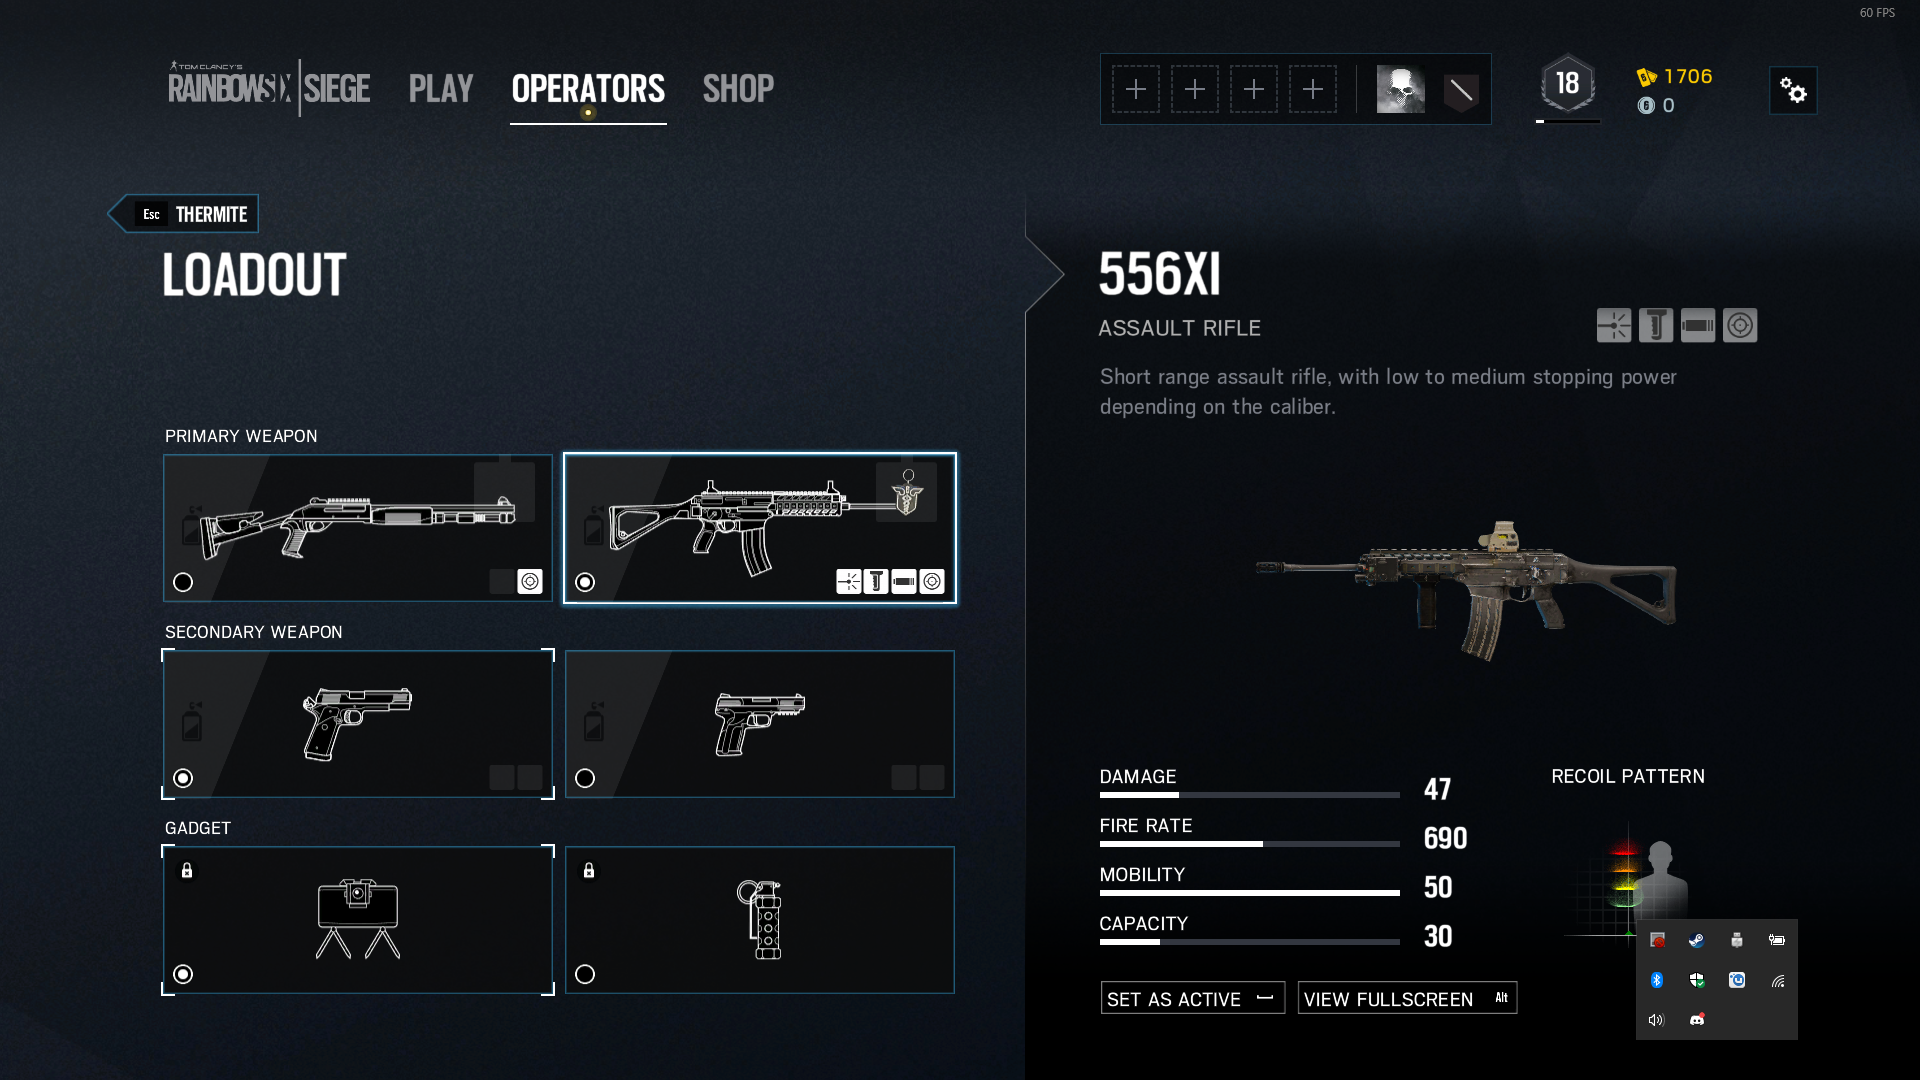 60 FPS
TOM CLANCY'S
RAINBOWSIX | SIEGE
PLAY
OPERATORS
SHOP
18
1706
0
Esc THERMITE
LOADOUT
PRIMARY WEAPON
SECONDARY WEAPON
GADGET
556XI
ASSAULT RIFLE
Short range assault rifle, with low to medium stopping power
depending on the caliber.
DAMAGE 47
FIRE RATE 690
MOBILITY 50
CAPACITY 30
RECOIL PATTERN
SET AS ACTIVE
VIEW FULLSCREEN Alt